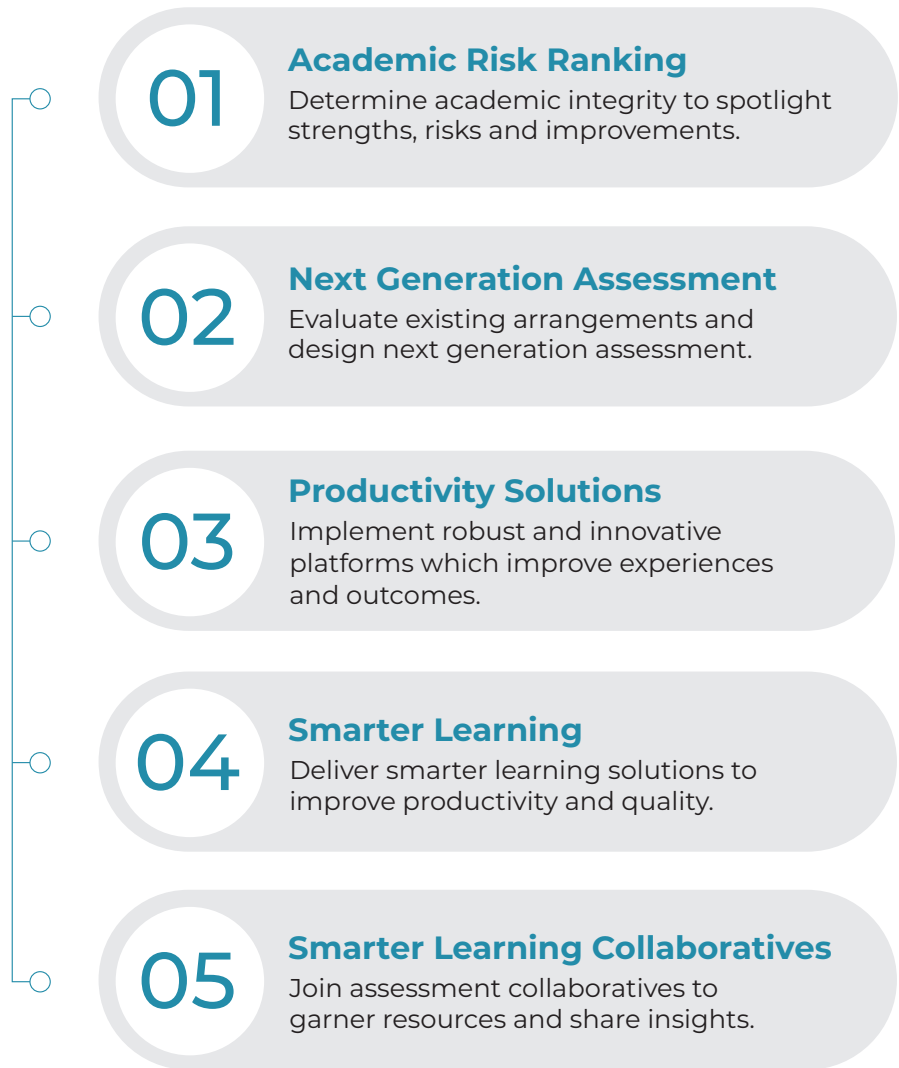 01
Academic Risk Ranking
Determine academic integrity to spotlight
strengths, risks and improvements.
02
Next Generation Assessment
Evaluate existing arrangements and
design next generation assessment.
03
Productivity Solutions
Implement robust and innovative
platforms which improve experiences
and outcomes.
04
Smarter Learning
Deliver smarter learning solutions to
improve productivity and quality.
05
Smarter Learning Collaboratives
Join assessment collaboratives to
garner resources and share insights.